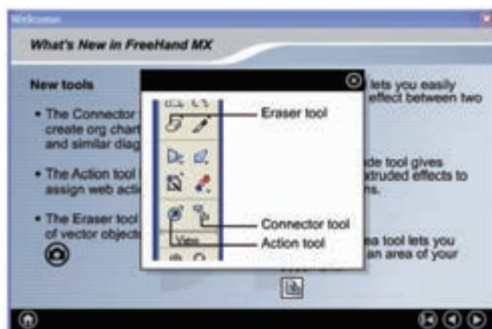 Welcome
What's New in FreeHand MX
New tools
• The Connector
create org chart
and similar diag
• The Action tool
assign web acti
• The Eraser tool
of vector objects
lets you easily
effect between two
de tool gives
xtruded effects to
ns.
ea tool lets you
an area of your
Eraser tool
Connector tool
Action tool
View